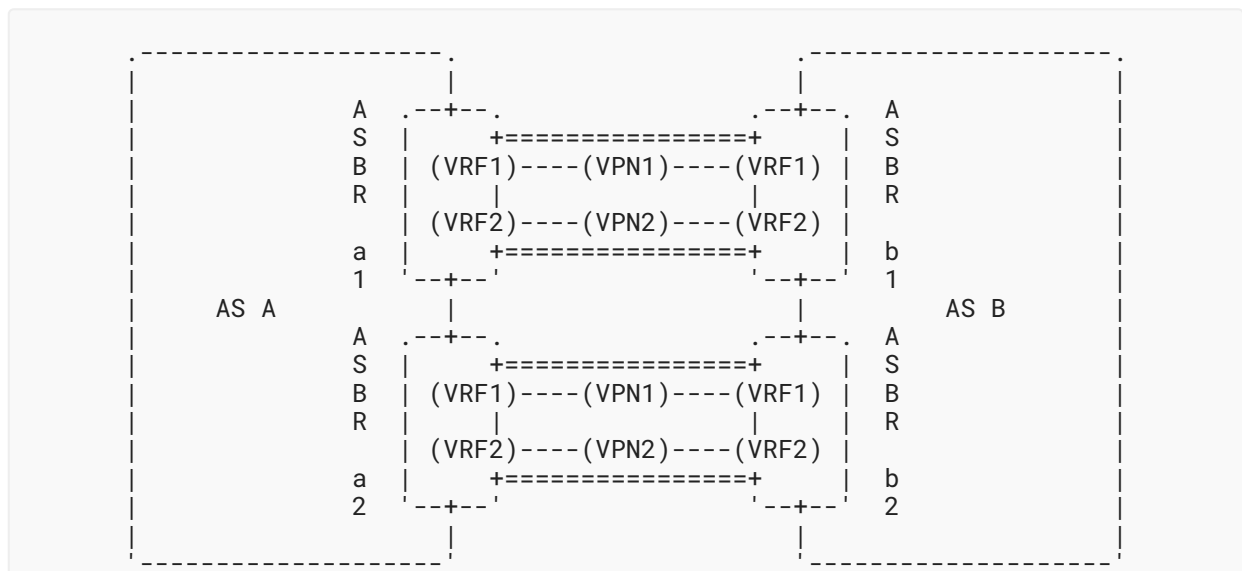 A A
S S
B (VRF1)----(VPN1)----(VRF1) B
R R
(VRF2)----(VPN2)----(VRF2)
a b
1 1
AS A AS B
A A
S S
B (VRF1)----(VPN1)----(VRF1) B
R R
(VRF2)----(VPN2)----(VRF2)
a b
2 2